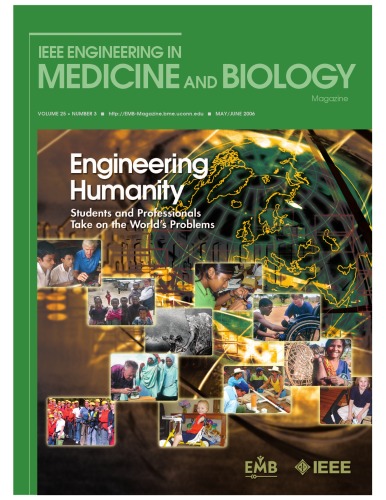 IEEE ENGINEERING IN
MEDICINE AND BIOLOGY
Magazine
VOLUME 25 • NUMBER 3 ■ http://EMB-Magazine.bme.uconn.edu ■ MAY/JUNE 2006
Engineering
Humanity
Students and Professionals
Take on the World's Problems
EMB IEEE